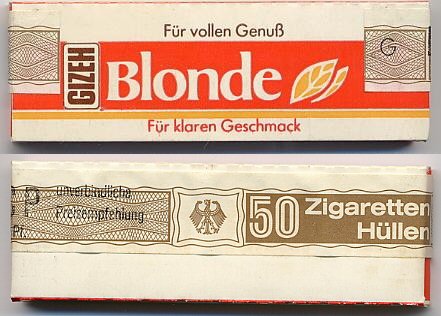 Für vollen Genuß
GIZEH
Blonde
G
Für klaren Geschmack
unverbindliche
Preisempfehlung
50 Zigaretten
Hüllen